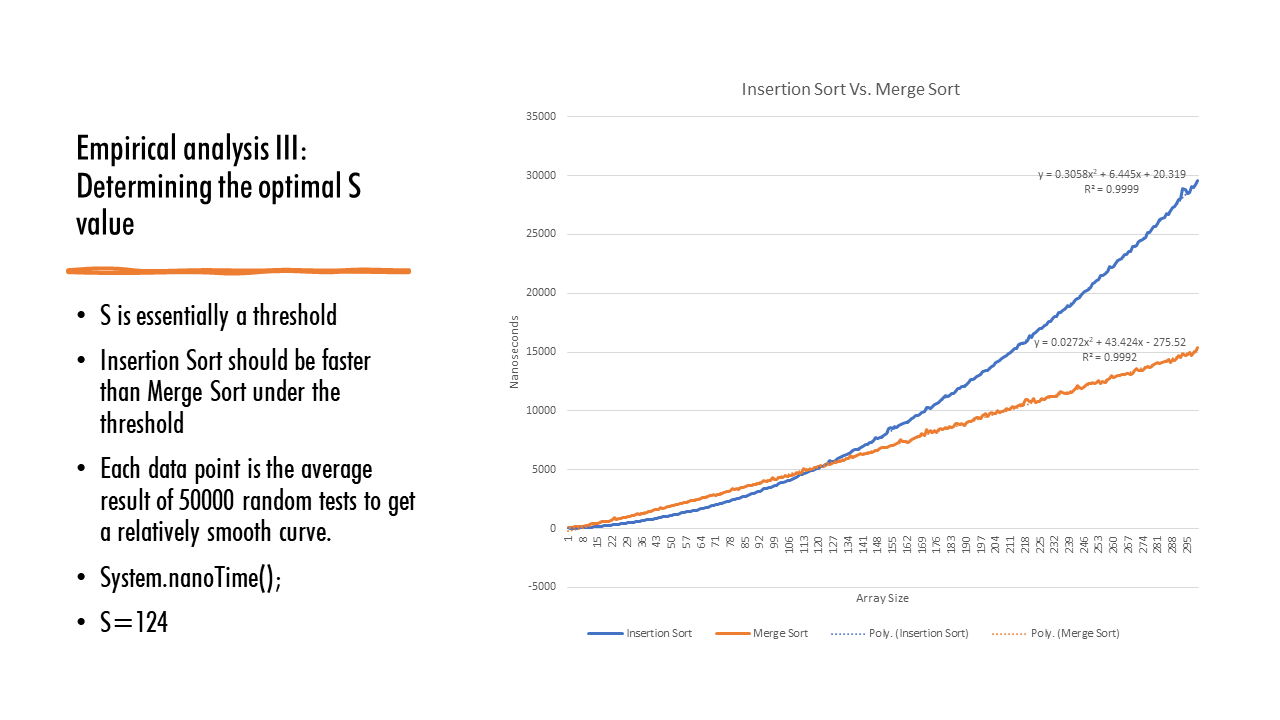 Empirical analysis III:
Determining the optimal S
value
• S is essentially a threshold
• Insertion Sort should be faster
than Merge Sort under the
threshold
• Each data point is the average
result of 50000 random tests to get
a relatively smooth curve.
• System.nanoTime();
• S=124
Insertion Sort Vs. Merge Sort
35000
30000
25000
20000
15000
10000
5000
0
-5000
Nanoseconds
y = 0.3058x² + 6.445x + 20.319
R² = 0.9999
y = 0.0272x² + 43.424x - 275.52
R² = 0.9992
1 8 15 22 29 36 43 50 57 64 71 78 85 92 99 106 113 120 127 134 141 148 155 162 169 176 183 190 197 204 211 218 225 232 239 246 253 260 267 274 281 288 295
Array Size
Insertion Sort Merge Sort Poly. (Insertion Sort) Poly. (Merge Sort)